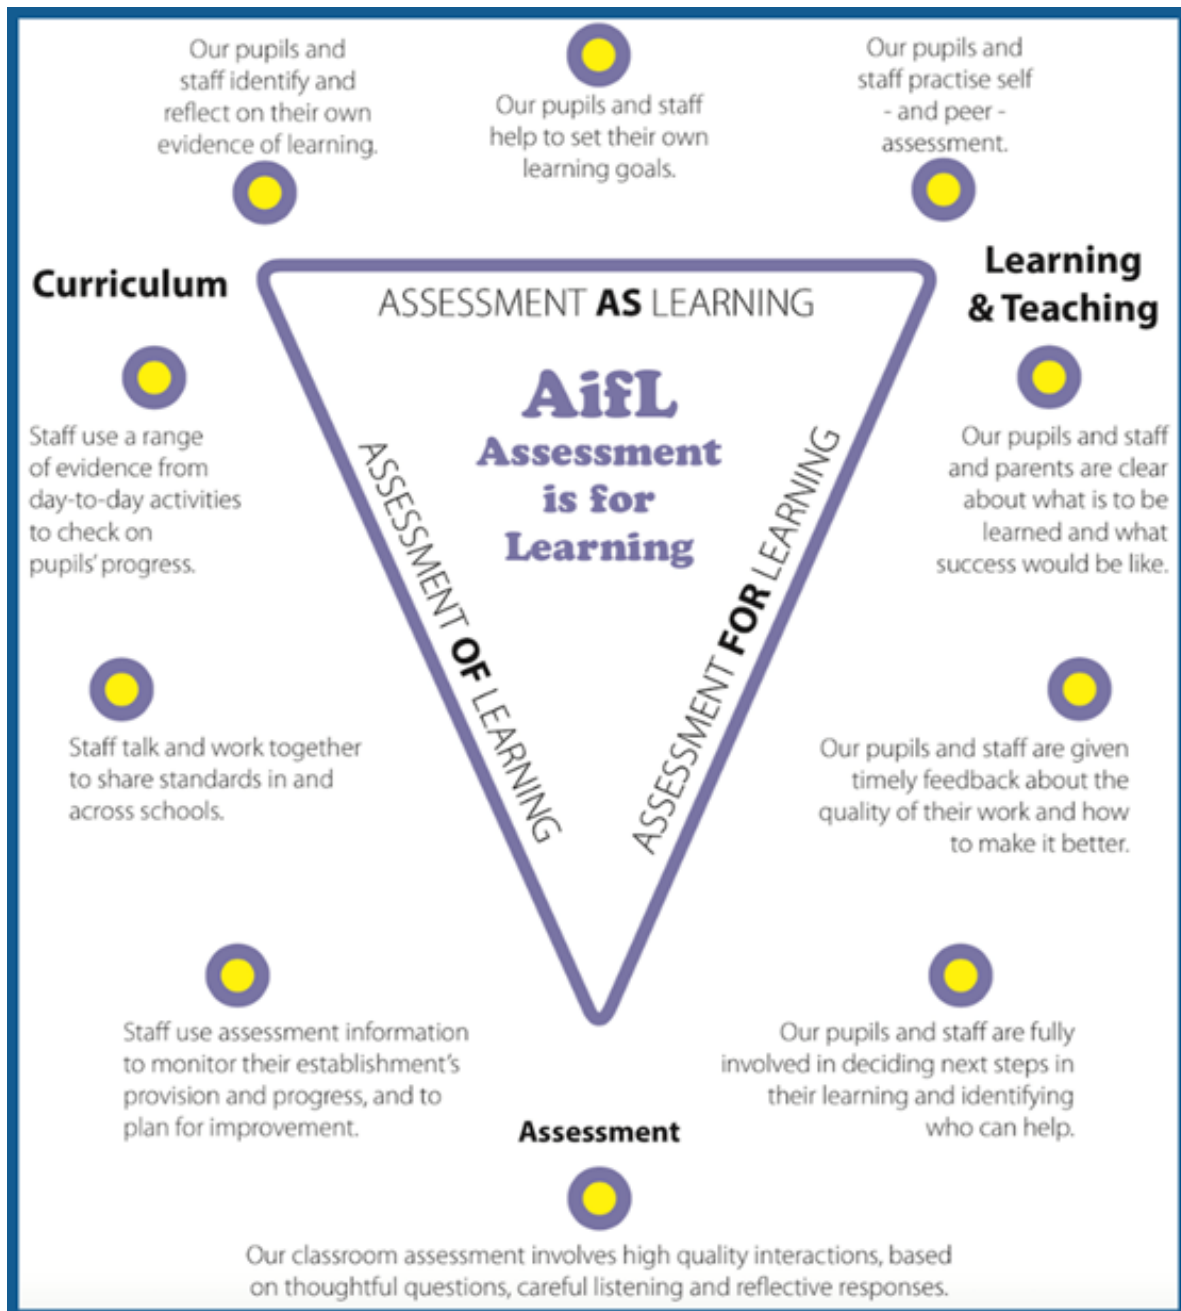 Our pupils and
staff identify and
reflect on their own
evidence of learning.
Our pupils and staff
help to set their own
learning goals.
Our pupils and
staff practise self
- and peer -
assessment.
Curriculum
Learning
& Teaching
ASSESSMENT AS LEARNING
AifL
Assessment
is for
Learning
ASSESSMENT OF LEARNING
ASSESSMENT FOR LEARNING
Staff use a range
of evidence from
day-to-day activities
to check on
pupils' progress.
Our pupils and staff
and parents are clear
about what is to be
learned and what
success would be like.
Staff talk and work together
to share standards in and
across schools.
Our pupils and staff are given
timely feedback about the
quality of their work and how
to make it better.
Staff use assessment information
to monitor their establishment's
provision and progress, and to
plan for improvement.
Our pupils and staff are fully
involved in deciding next steps in
their learning and identifying
who can help.
Assessment
Our classroom assessment involves high quality interactions, based
on thoughtful questions, careful listening and reflective responses.